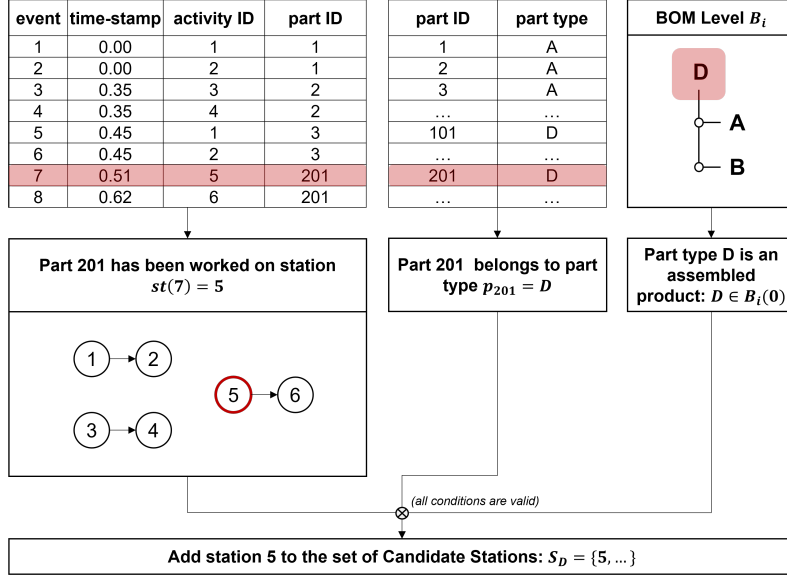 event time-stamp activity ID part ID
1 0.00 1 1
2 0.00 2 1
3 0.35 3 2
4 0.35 4 2
5 0.45 1 3
6 0.45 2 3
7 0.51 5 201
8 0.62 6 201
part ID part type
1 A
2 A
3 A
... ...
101 D
... ...
201 D
... ...
BOM Level B_i
D
A
B
Part 201 has been worked on station
st(7) = 5
1 2
3 4
5 6
Part 201 belongs to part
type p_201 = D
Part type D is an
assembled
product: D ∈ B_i(0)
(all conditions are valid)
Add station 5 to the set of Candidate Stations: S_D = {5, ...}